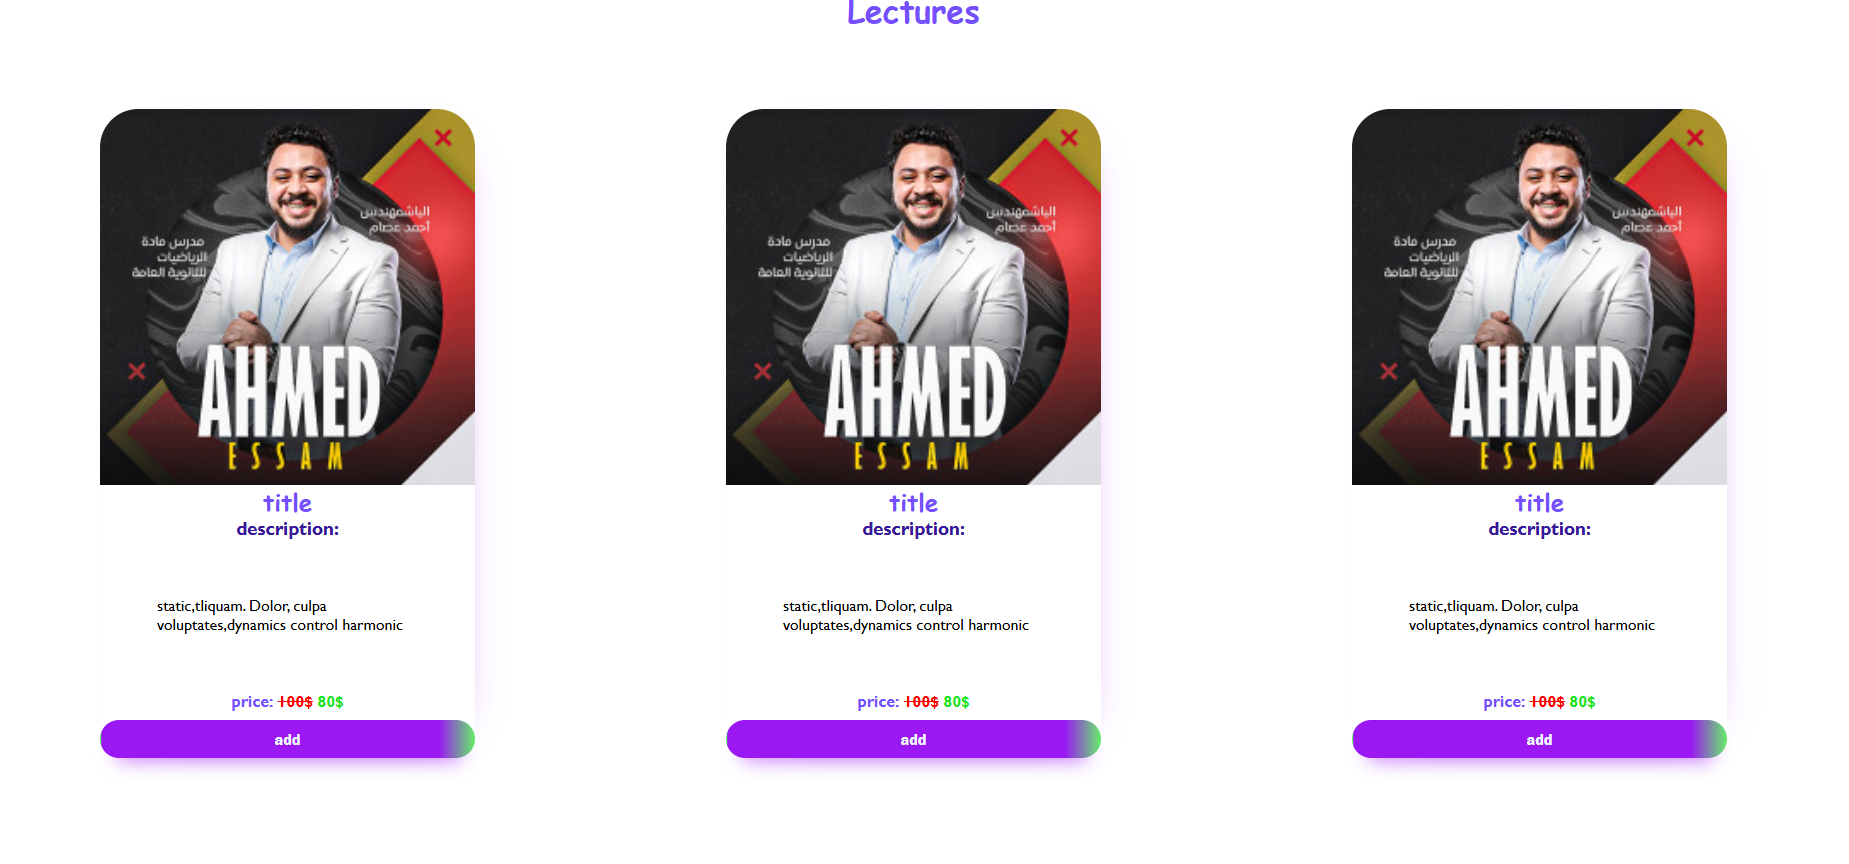 Lectures
الباشمهندس
أحمد عصام
مدرس مادة
الرياضيات
للثانوية العامة
AHMED
ESSAM
title
description:
static,tliquam. Dolor, culpa
voluptates,dynamics control harmonic
price: 100$ 80$
add
الباشمهندس
أحمد عصام
مدرس مادة
الرياضيات
للثانوية العامة
AHMED
ESSAM
title
description:
static,tliquam. Dolor, culpa
voluptates,dynamics control harmonic
price: 100$ 80$
add
الباشمهندس
أحمد عصام
مدرس مادة
الرياضيات
للثانوية العامة
AHMED
ESSAM
title
description:
static,tliquam. Dolor, culpa
voluptates,dynamics control harmonic
price: 100$ 80$
add